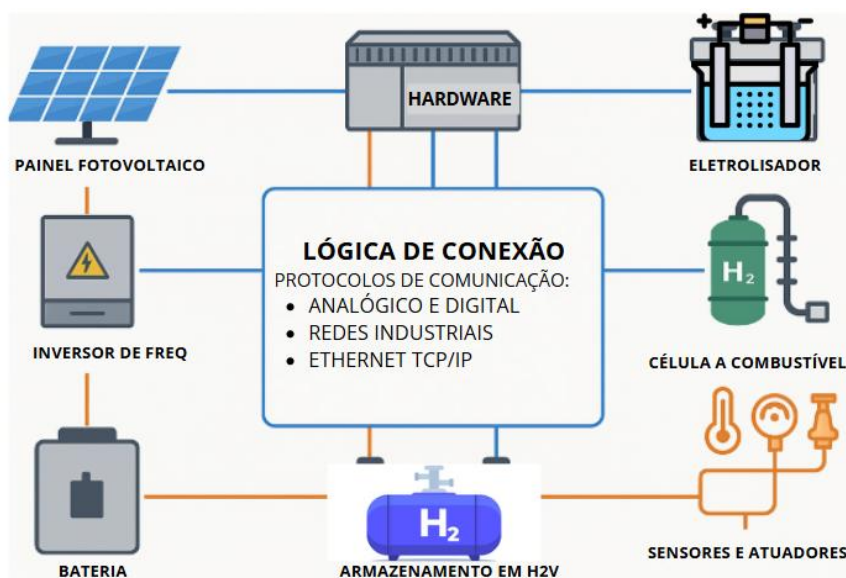 HARDWARE
+ -
PAINEL FOTOVOLTAICO
ELETROLISADOR
LÓGICA DE CONEXÃO
PROTOCOLOS DE COMUNICAÇÃO:
• ANALÓGICO E DIGITAL
• REDES INDUSTRIAIS
• ETHERNET TCP/IP
H2
INVERSOR DE FREQ
CÉLULA A COMBUSTÍVEL
H2
BATERIA
ARMAZENAMENTO EM H2V
SENSORES E ATUADORES